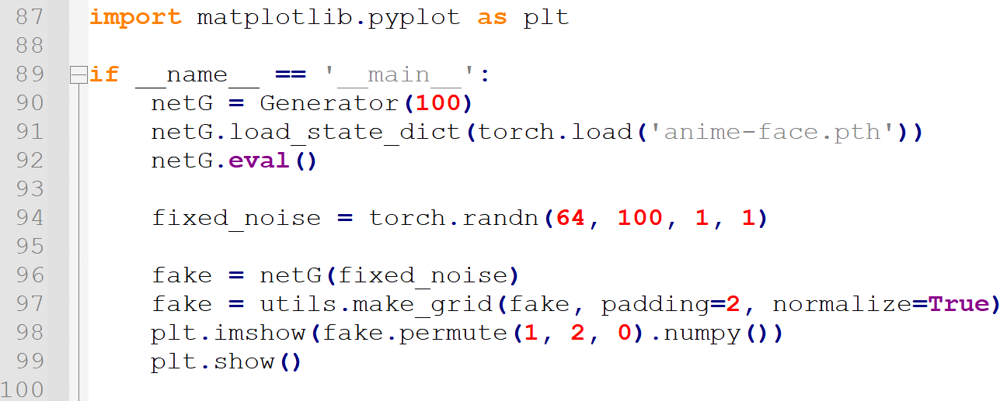 87 import matplotlib.pyplot as plt
88
89 if __name__ == '__main__':
90     netG = Generator(100)
91     netG.load_state_dict(torch.load('anime-face.pth'))
92     netG.eval()
93
94     fixed_noise = torch.randn(64, 100, 1, 1)
95
96     fake = netG(fixed_noise)
97     fake = utils.make_grid(fake, padding=2, normalize=True)
98     plt.imshow(fake.permute(1, 2, 0).numpy())
99     plt.show()
100